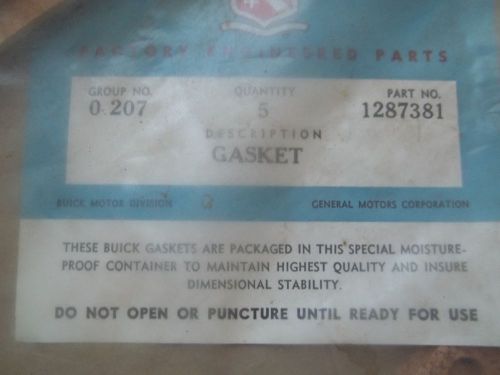 FACTORY ENGINEERED PARTS
GROUP NO. QUANTITY PART NO.
0.207 5 1287381
DESCRIPTION
GASKET
BUICK MOTOR DIVISION GENERAL MOTORS CORPORATION
THESE BUICK GASKETS ARE PACKAGED IN THIS SPECIAL MOISTURE-
PROOF CONTAINER TO MAINTAIN HIGHEST QUALITY AND INSURE
DIMENSIONAL STABILITY.
DO NOT OPEN OR PUNCTURE UNTIL READY FOR USE